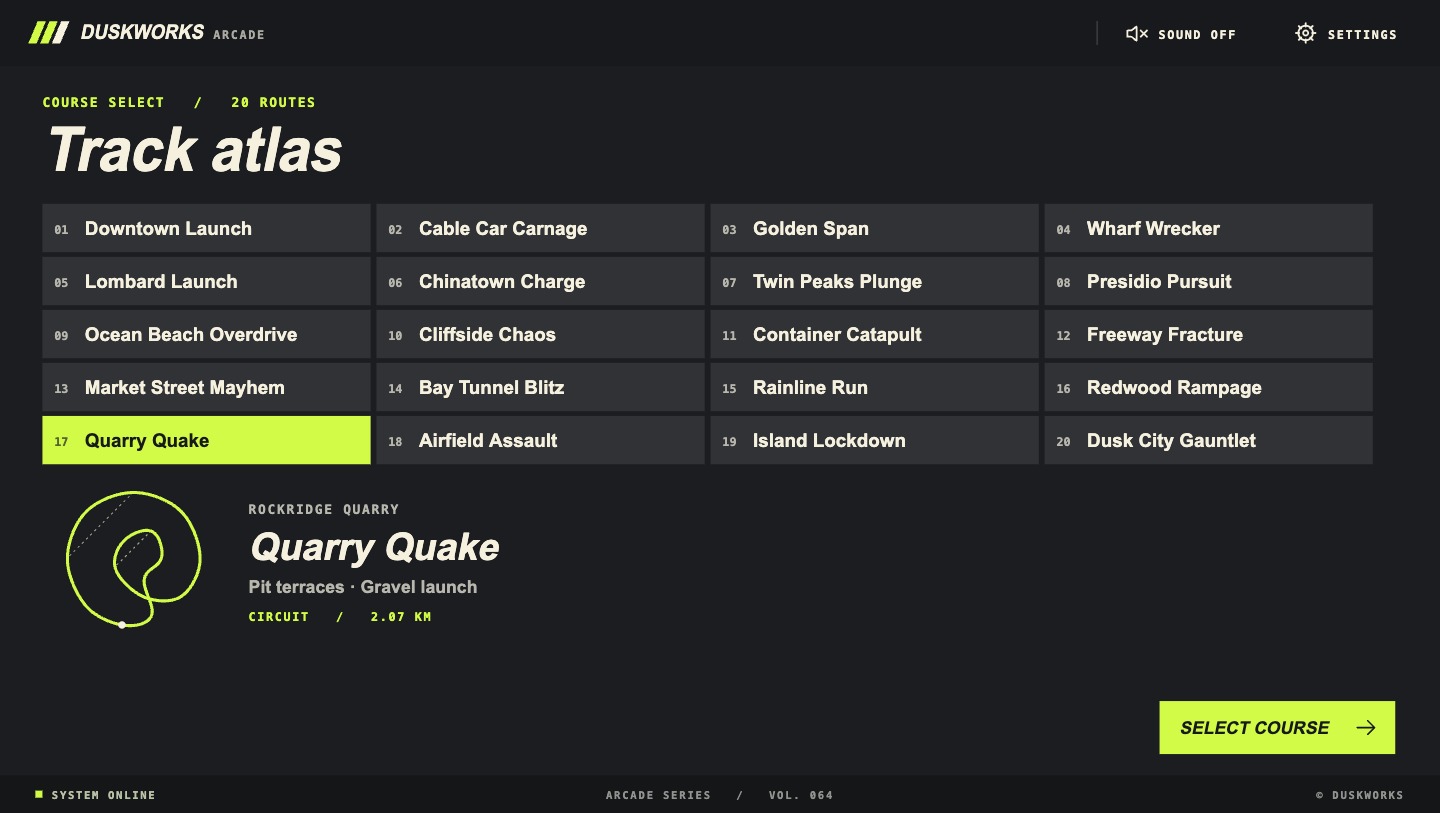 DUSKWORKS ARCADE
SOUND OFF
SETTINGS
COURSE SELECT / 20 ROUTES
Track atlas
01 Downtown Launch
02 Cable Car Carnage
03 Golden Span
04 Wharf Wrecker
05 Lombard Launch
06 Chinatown Charge
07 Twin Peaks Plunge
08 Presidio Pursuit
09 Ocean Beach Overdrive
10 Cliffside Chaos
11 Container Catapult
12 Freeway Fracture
13 Market Street Mayhem
14 Bay Tunnel Blitz
15 Rainline Run
16 Redwood Rampage
17 Quarry Quake
18 Airfield Assault
19 Island Lockdown
20 Dusk City Gauntlet
ROCKRIDGE QUARRY
Quarry Quake
Pit terraces · Gravel launch
CIRCUIT / 2.07 KM
SELECT COURSE
SYSTEM ONLINE
ARCADE SERIES / VOL. 064
© DUSKWORKS